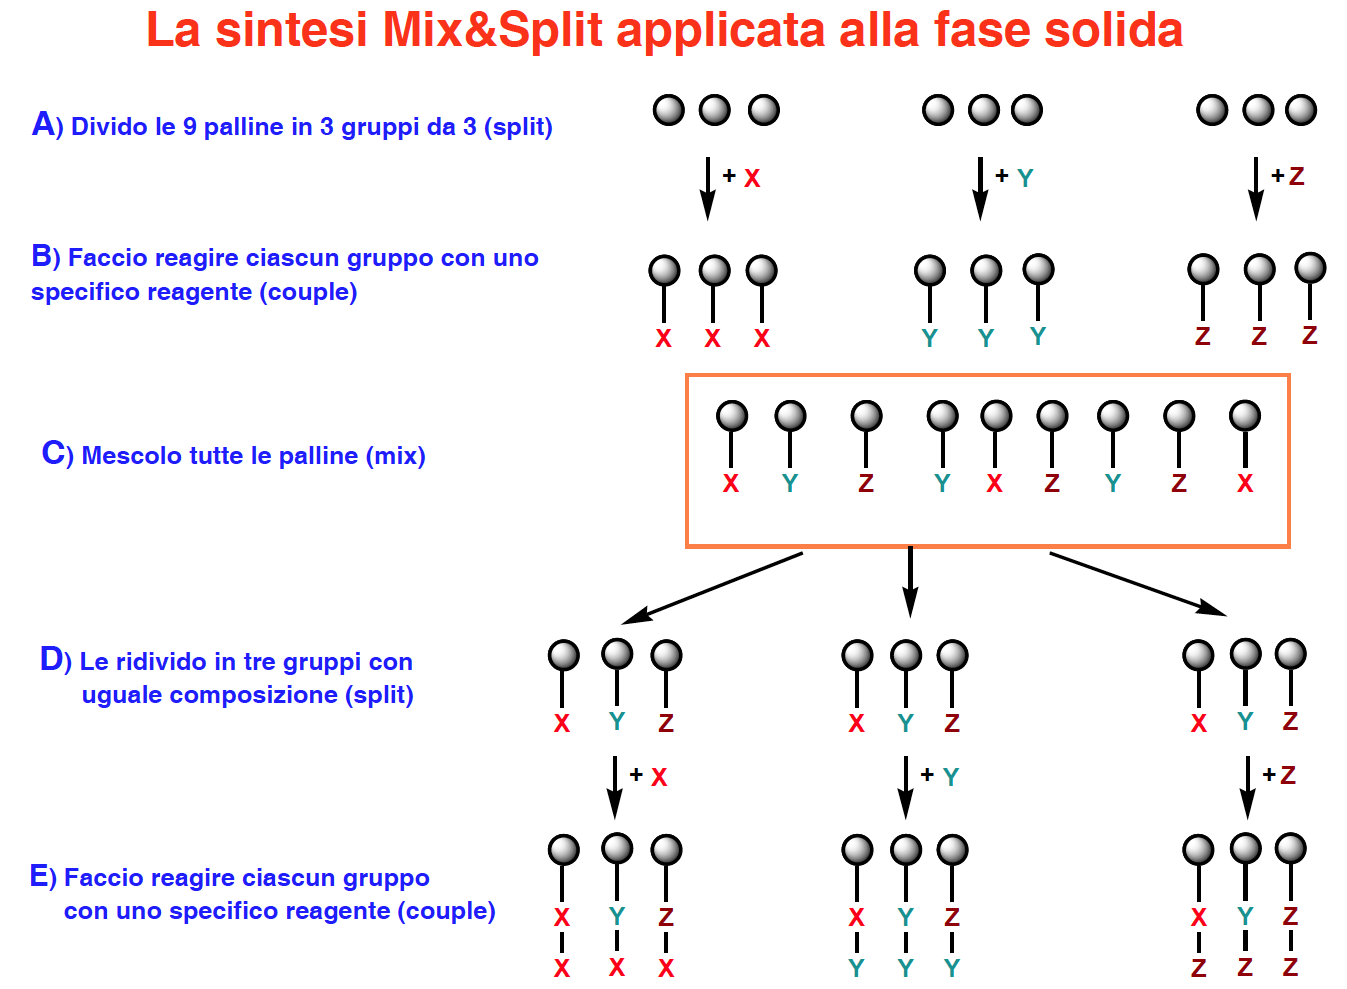 La sintesi Mix&Split applicata alla fase solida
A) Divido le 9 palline in 3 gruppi da 3 (split)
+ X
+ Y
+ Z
B) Faccio reagire ciascun gruppo con uno
specifico reagente (couple)
X X X Y Y Y Z Z Z
C) Mescolo tutte le palline (mix)
X Y Z Y X Z Y Z X
D) Le ridivido in tre gruppi con
uguale composizione (split)
X Y Z X Y Z X Y Z
+ X
+ Y
+ Z
E) Faccio reagire ciascun gruppo
con uno specifico reagente (couple)
X Y Z X Y Z X Y Z
X X X Y Y Y Z Z Z